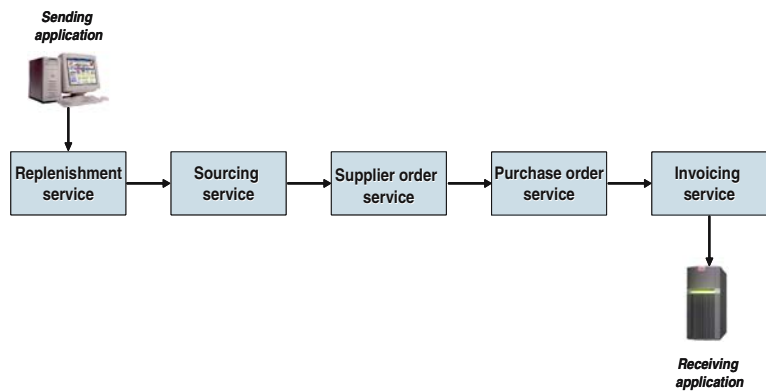 Sending
application
Replenishment
service
Sourcing
service
Supplier order
service
Purchase order
service
Invoicing
service
Receiving
application